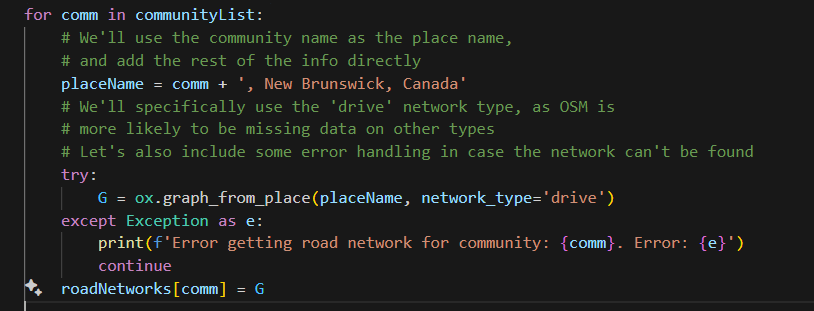 for comm in communityList:
    # We'll use the community name as the place name,
    # and add the rest of the info directly
    placeName = comm + ', New Brunswick, Canada'
    # We'll specifically use the 'drive' network type, as OSM is
    # more likely to be missing data on other types
    # Let's also include some error handling in case the network can't be found
    try:
        G = ox.graph_from_place(placeName, network_type='drive')
    except Exception as e:
        print(f'Error getting road network for community: {comm}. Error: {e}')
        continue
    roadNetworks[comm] = G